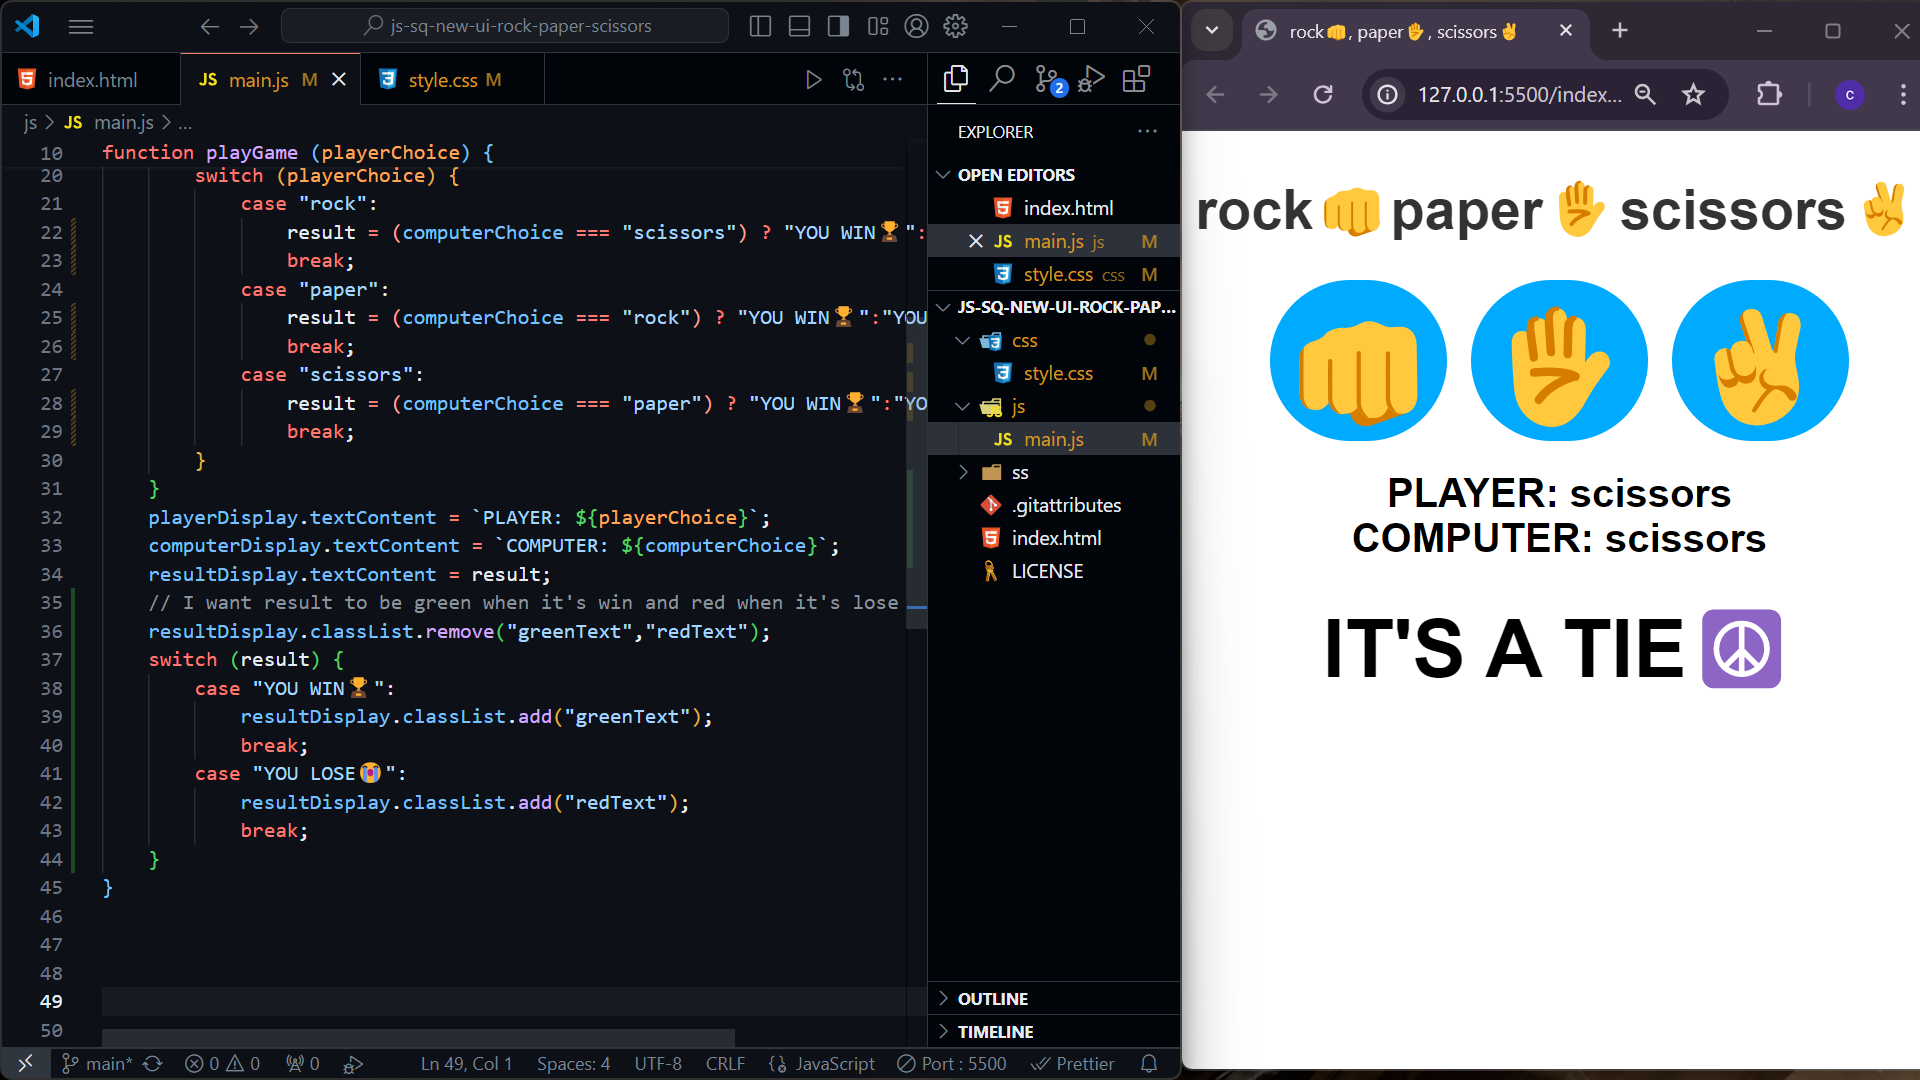 js-sq-new-ui-rock-paper-scissors
index.html
JS main.js M
style.css M
js > JS main.js > ...
10 function playGame (playerChoice) {
20 switch (playerChoice) {
21 case "rock":
22 result = (computerChoice === "scissors") ? "YOU WIN🏆":
23 break;
24 case "paper":
25 result = (computerChoice === "rock") ? "YOU WIN🏆":"YOU
26 break;
27 case "scissors":
28 result = (computerChoice === "paper") ? "YOU WIN🏆":"YO
29 break;
30 }
31 }
32 playerDisplay.textContent = `PLAYER: ${playerChoice}`;
33 computerDisplay.textContent = `COMPUTER: ${computerChoice}`;
34 resultDisplay.textContent = result;
35 // I want result to be green when it's win and red when it's lose
36 resultDisplay.classList.remove("greenText","redText");
37 switch (result) {
38 case "YOU WIN🏆":
39 resultDisplay.classList.add("greenText");
40 break;
41 case "YOU LOSE😭":
42 resultDisplay.classList.add("redText");
43 break;
44 }
45 }
46
47
48
49
50
2
EXPLORER
OPEN EDITORS
index.html
JS main.js js M
style.css css M
JS-SQ-NEW-UI-ROCK-PAP...
css
style.css M
js
JS main.js M
ss
.gitattributes
index.html
LICENSE
OUTLINE
TIMELINE
main* 0 0 0 Ln 49, Col 1 Spaces: 4 UTF-8 CRLF {} JavaScript Port : 5500 Prettier
rock👊, paper✋, scissors✌
127.0.0.1:5500/index...
c
rock👊paper✋scissors✌
👊 ✋ ✌
PLAYER: scissors
COMPUTER: scissors
IT'S A TIE ☮